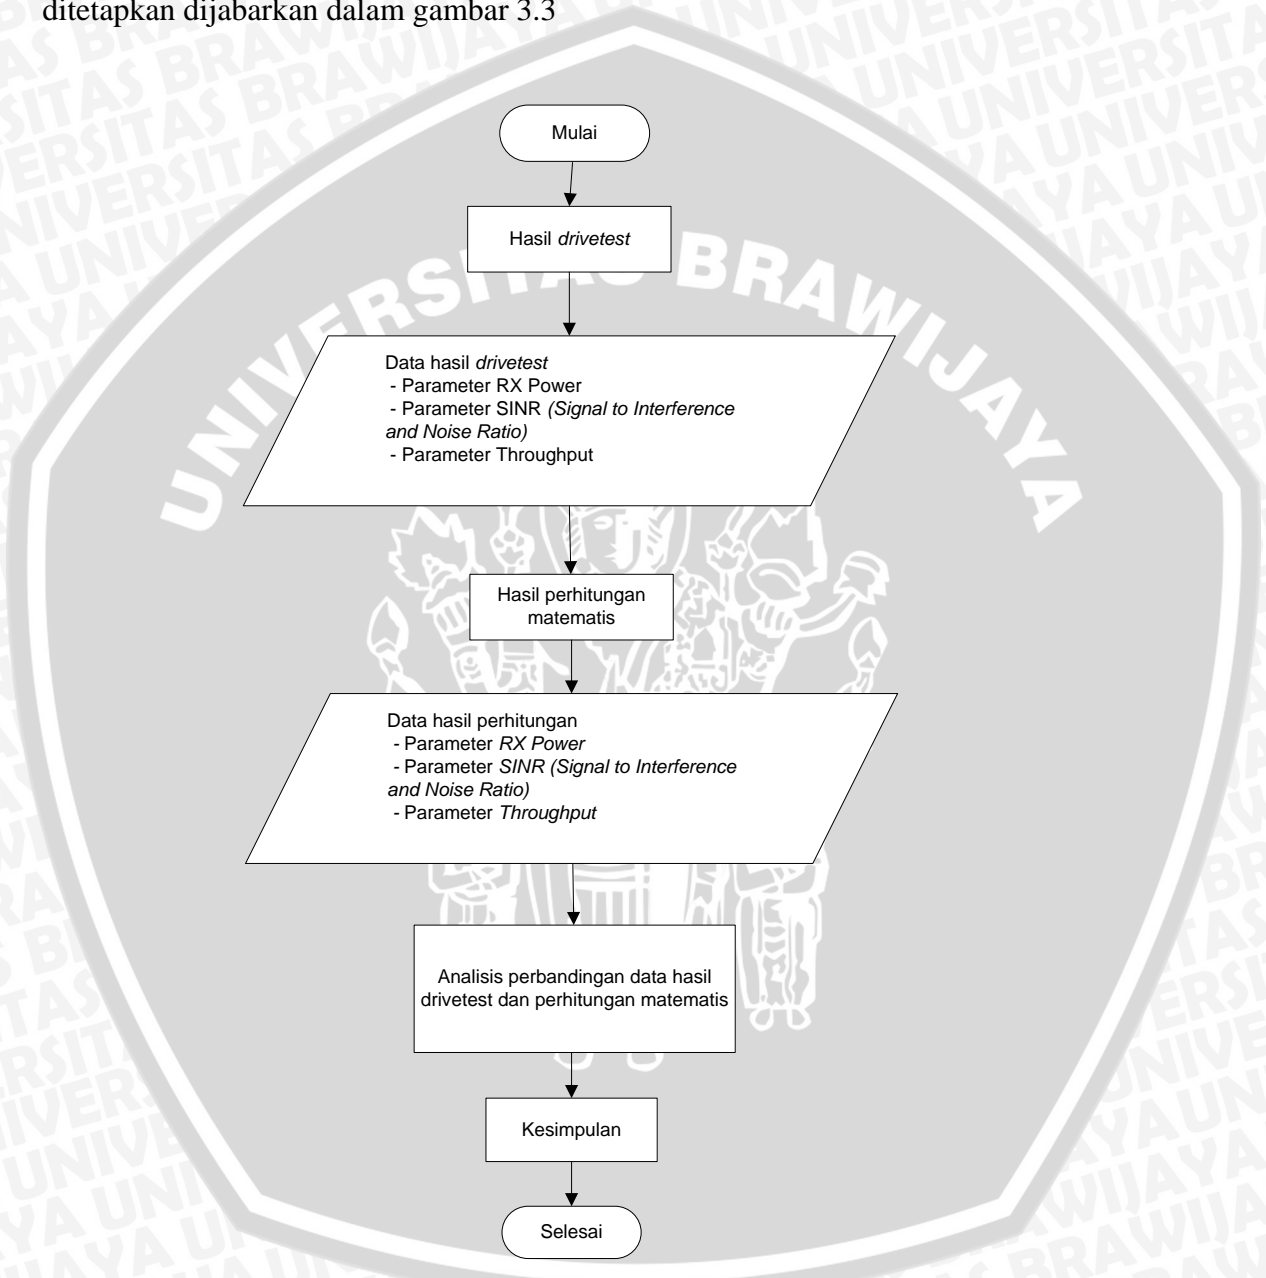 ditetapkan dijabarkan dalam gambar 3.3
Mulai
Hasil drivetest
UNIVERSITAS BRAWIJAYA
Data hasil drivetest
- Parameter RX Power
- Parameter SINR (Signal to Interference
and Noise Ratio)
- Parameter Throughput
Hasil perhitungan
matematis
Data hasil perhitungan
- Parameter RX Power
- Parameter SINR (Signal to Interference
and Noise Ratio)
- Parameter Throughput
Analisis perbandingan data hasil
drivetest dan perhitungan matematis
Kesimpulan
Selesai